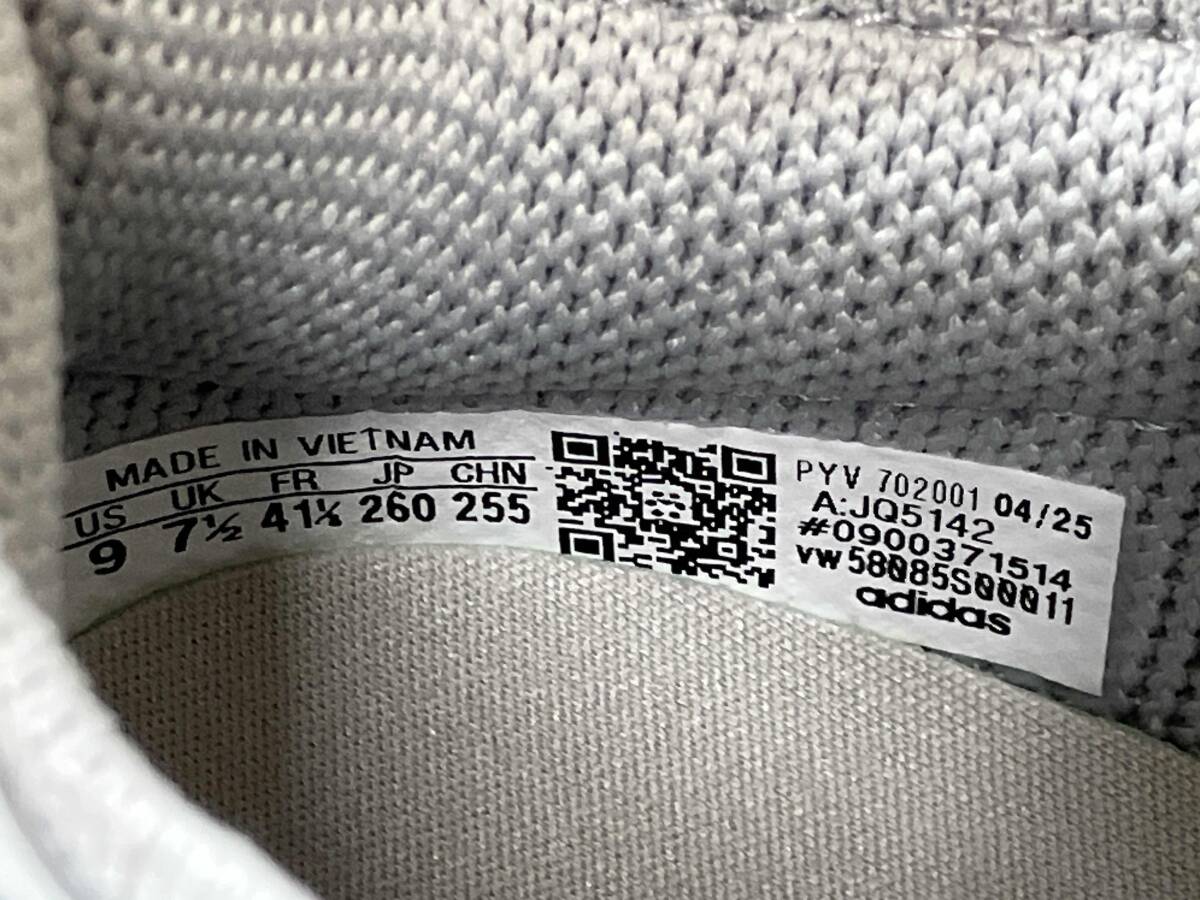 MADE IN VIETNAM
US UK FR JP CHN
9 7½ 41⅓ 260 255
PYV 702001 04/25
A:JQ5142
#0900371514
VW58085S00011
adidas